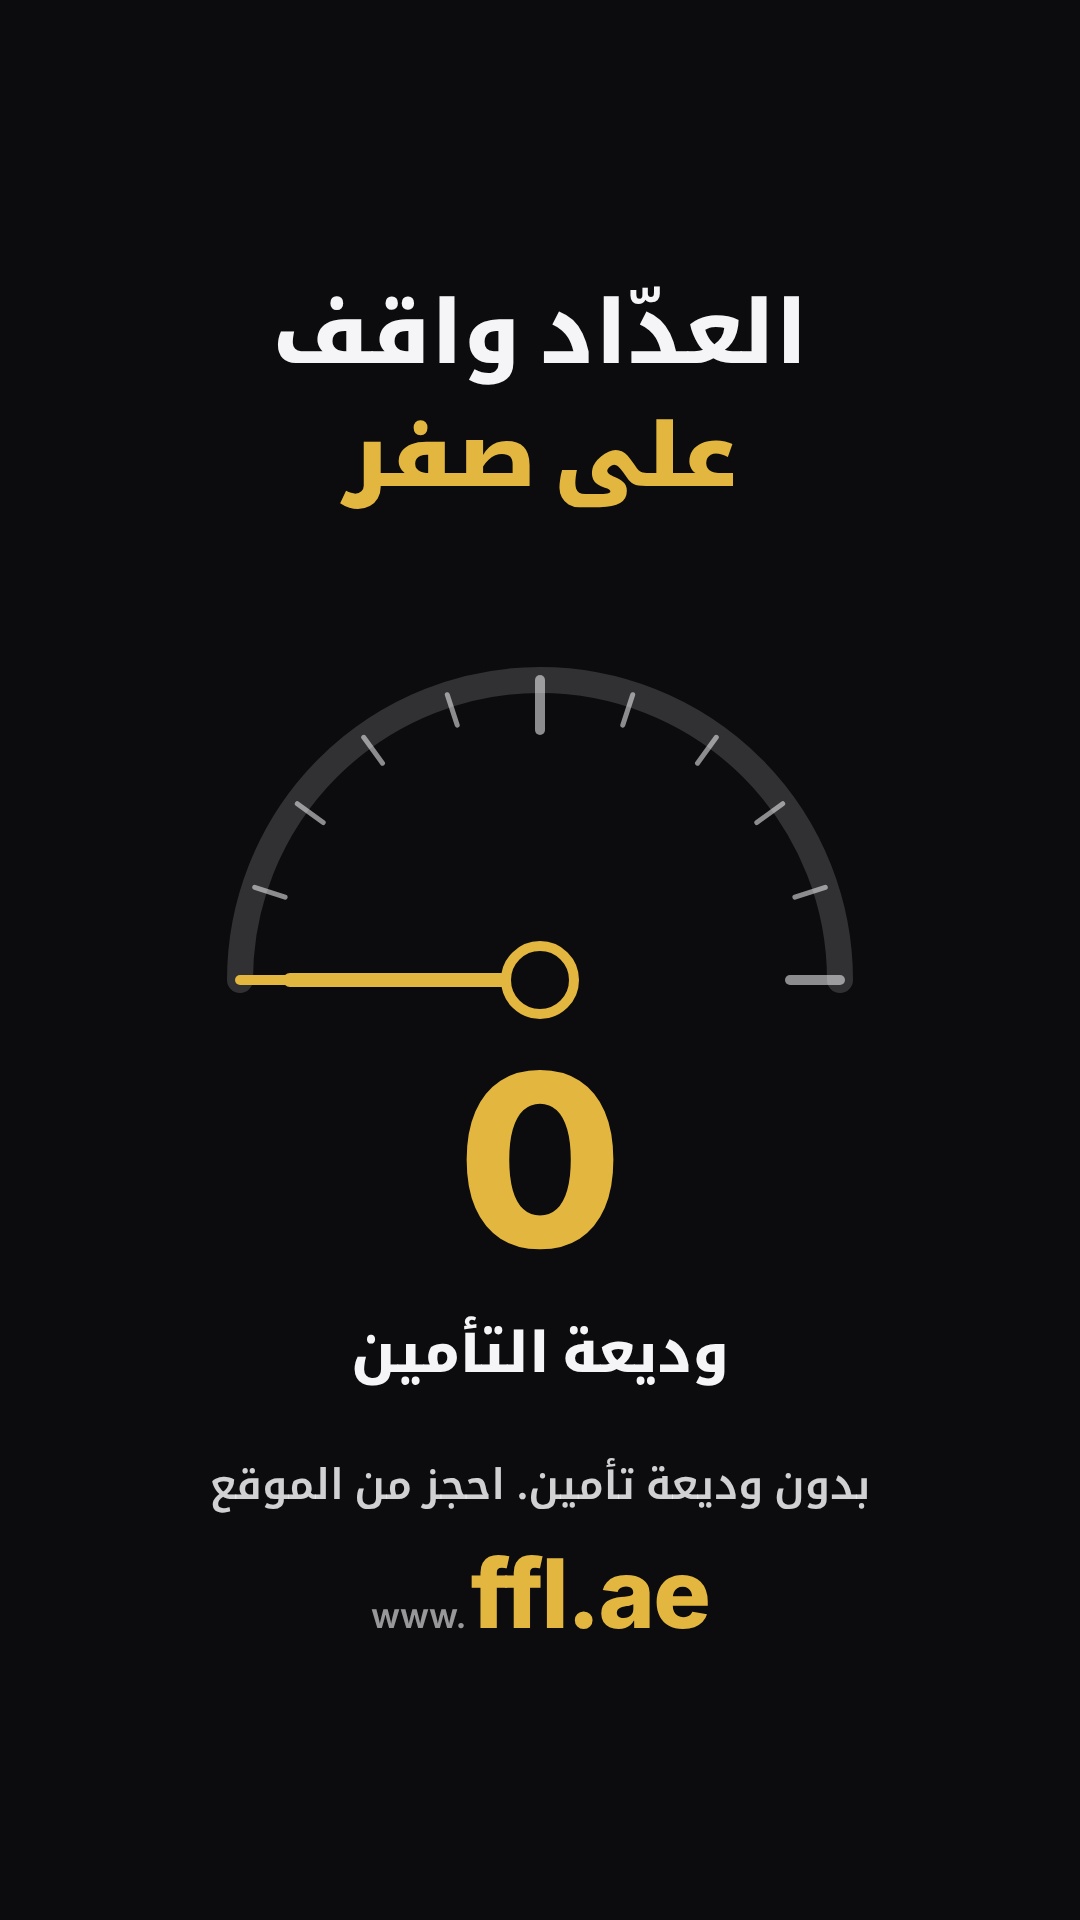 العدّاد واقف
على صفر
0
وديعة التأمين
بدون وديعة تأمين. احجز من الموقع
www.ffl.ae